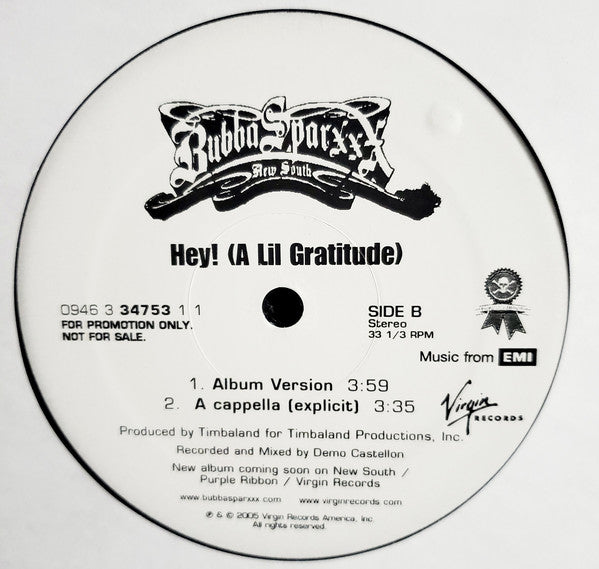 Bubba Sparxxx
New South
Hey! (A Lil Gratitude)
0946 3 34753 1 1
FOR PROMOTION ONLY.
NOT FOR SALE.
SIDE B
Stereo
33 1/3 RPM
Music from EMI
1. Album Version 3:59
2. A cappella (explicit) 3:35
Virgin
RECORDS
Produced by Timbaland for Timbaland Productions, Inc.
Recorded and Mixed by Demo Castellon
New album coming soon on New South /
Purple Ribbon / Virgin Records
www.bubbasparxxx.com www.virginrecords.com
℗ & © 2005 Virgin Records America, Inc.
All rights reserved.